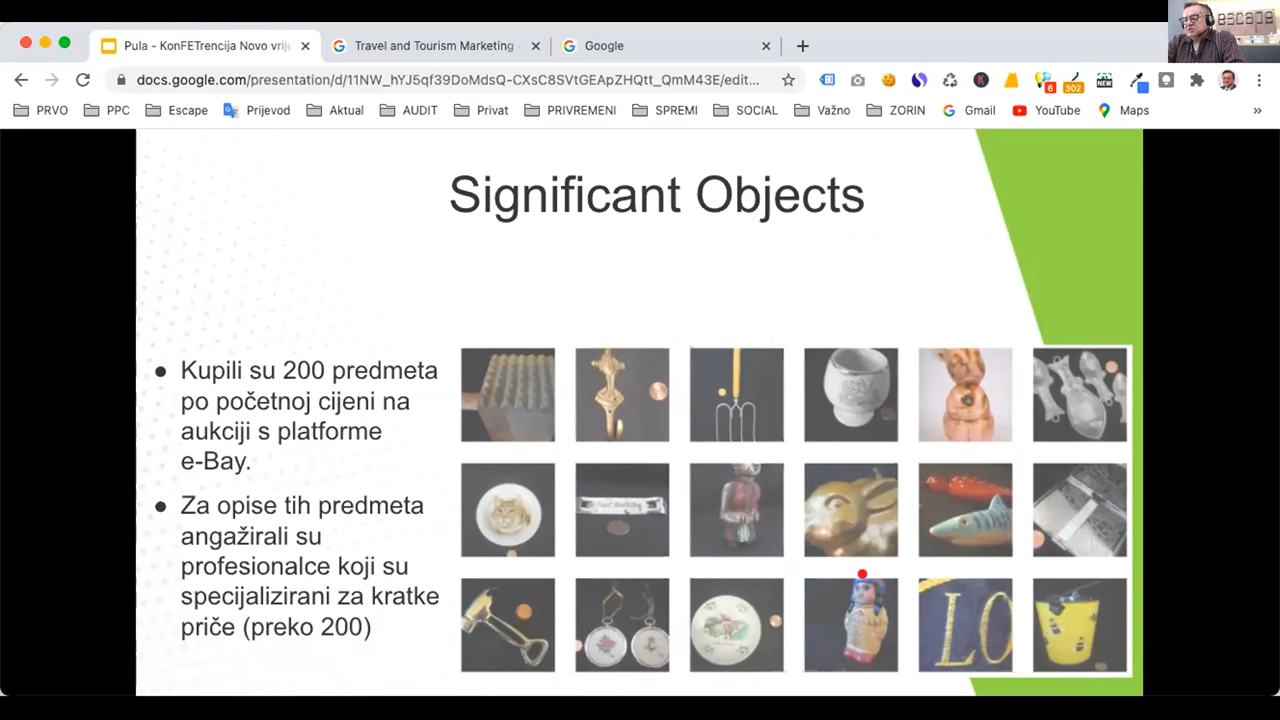 Pula - KonFETrencija Novo vrije
Travel and Tourism Marketing -
Google
docs.google.com/presentation/d/11NW_hYJ5qf39DoMdsQ-CXsC8SVtGEApZHQtt_QmM43E/edit...
6
302
NEW
PRVO
PPC
Escape
Prijevod
Aktual
AUDIT
Privat
PRIVREMENI
SPREMI
SOCIAL
Važno
ZORIN
Gmail
YouTube
Maps
»
Significant Objects
● Kupili su 200 predmeta
po početnoj cijeni na
aukciji s platforme
e-Bay.
● Za opise tih predmeta
angažirali su
profesionalce koji su
specijalizirani za kratke
priče (preko 200)
LO